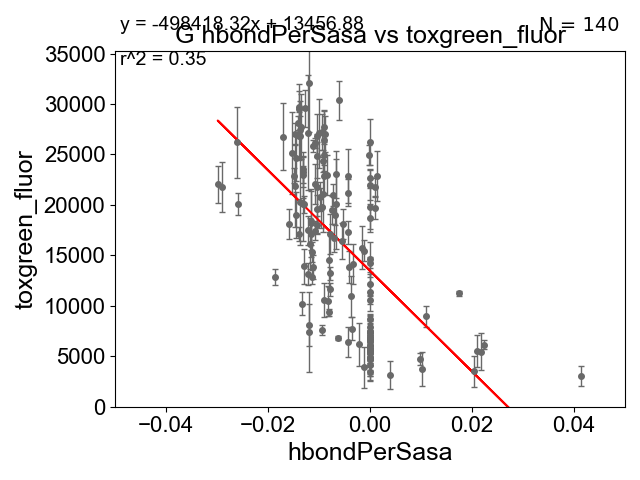 y = -498418.32x + 13456.88
N = 140
G hbondPerSasa vs toxgreen_fluor
r^2 = 0.35
35000
30000
25000
20000
15000
10000
5000
0
toxgreen_fluor
−0.04 −0.02 0.00 0.02 0.04
hbondPerSasa